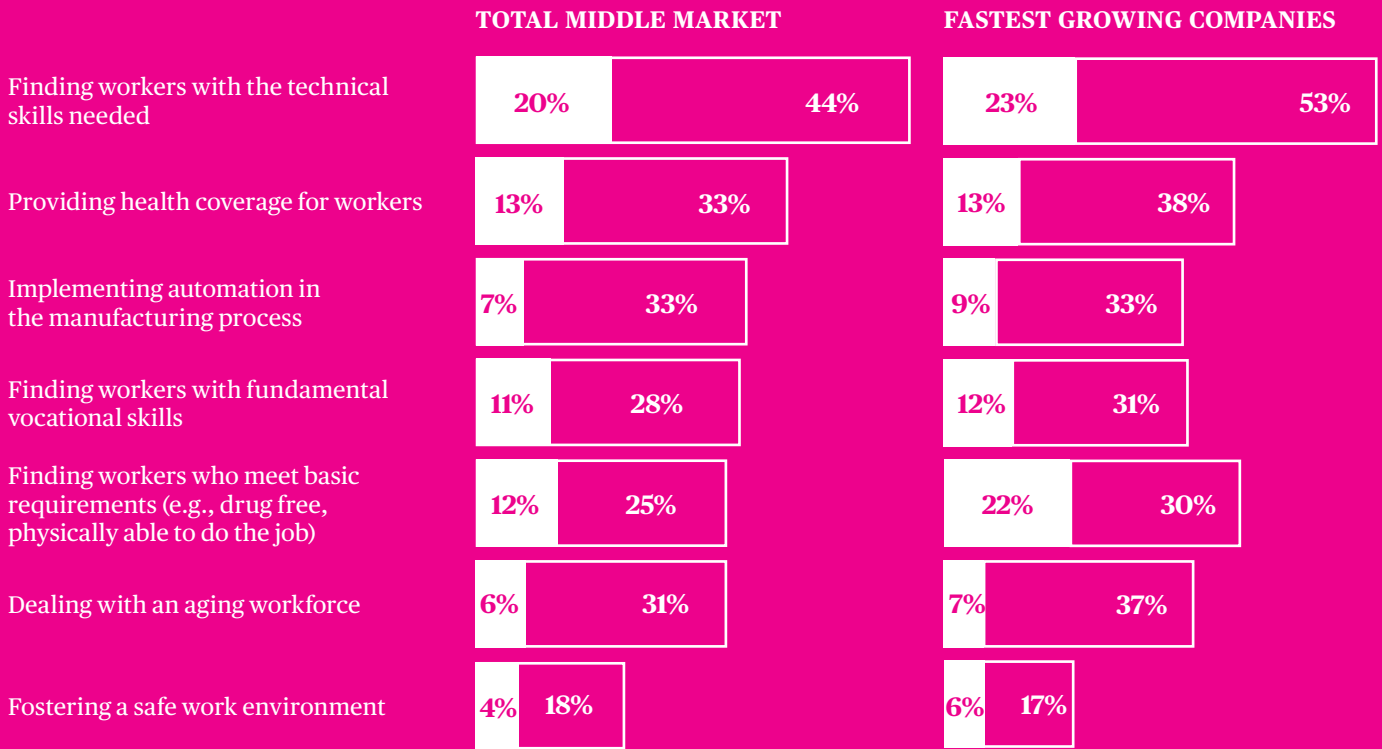 TOTAL MIDDLE MARKET
FASTEST GROWING COMPANIES
Finding workers with the technical
skills needed
20%
44%
23%
53%
Providing health coverage for workers
13%
33%
13%
38%
Implementing automation in
the manufacturing process
7%
33%
9%
33%
Finding workers with fundamental
vocational skills
11%
28%
12%
31%
Finding workers who meet basic
requirements (e.g., drug free,
physically able to do the job)
12%
25%
22%
30%
Dealing with an aging workforce
6%
31%
7%
37%
Fostering a safe work environment
4%
18%
6%
17%